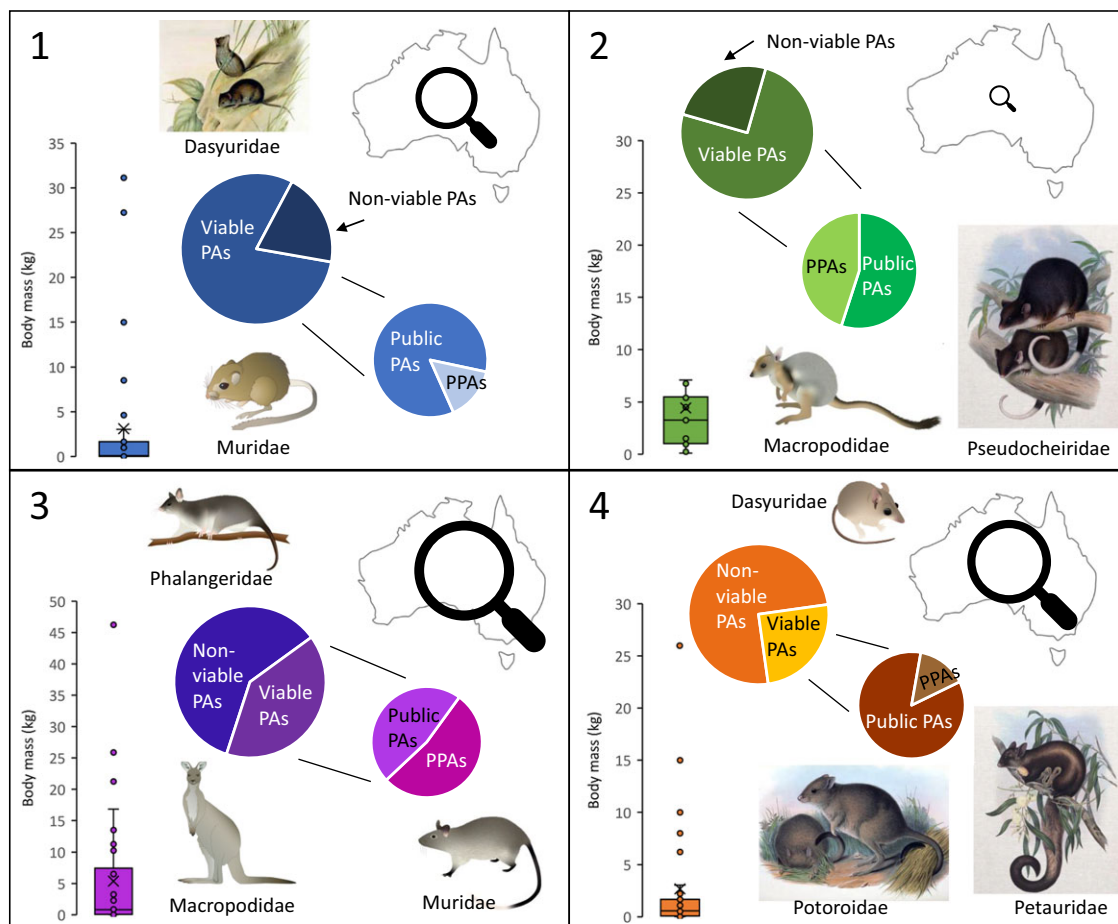 1
Dasyuridae
Body mass (kg)
35
30
25
20
15
10
5
0
Viable
PAs
Non-viable PAs
Public
PAs
PPAs
Muridae
2
Non-viable PAs
Viable PAs
Body mass (kg)
30
25
20
15
10
5
0
PPAs
Public
PAs
Macropodidae
Pseudocheiridae
3
Phalangeridae
Body mass (kg)
50
45
40
35
30
25
20
15
10
5
0
Non-
viable
PAs
Viable
PAs
Public
PAs
PPAs
Macropodidae
Muridae
4
Dasyuridae
Body mass (kg)
30
25
20
15
10
5
0
Non-
viable
PAs
Viable
PAs
PPAs
Public PAs
Potoroidae
Petauridae